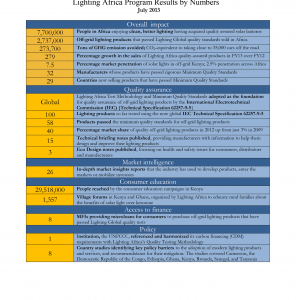 Lighting Africa Program Results by Numbers
July 2013
Overall impact
7,700,000 People in Africa enjoying clean, better lighting having acquired quality assured solar lanterns
2,737,000 Off-grid lighting products that passed Lighting Global quality standards sold in Africa
273,700 Tons of GHG emission avoided; CO2-equivalent to taking close to 59,000 cars off the road
279 Percentage growth in the sales of Lighting Africa quality-assured products in FY13 over FY12
7.5 Percentage market penetration of solar lights in off-grid Kenya; 2.5% penetration across Africa
32 Manufacturers whose products have passed rigorous Minimum Quality Standards
29 Countries now selling products that have passed Minimum Quality Standards
Quality assurance
Global Lighting Africa Test Methodology and Minimum Quality Standards adopted as the foundation
for quality assurance of off-grid lighting products by the International Electrotechnical
Commission (IEC) (Technical Specification 62257-9-5)
100 Lighting products to be tested using the new global IEC Technical Specification 62257-9-5
58 Products passed the minimum quality standards for off-grid lighting products
40 Percentage market share of quality off-grid lighting products in 2012 up from just 3% in 2009
15 Technical Briefing notes published, providing manufacturers with information to help them
design and improve their lighting products
3 Eco Design notes published, focusing on health and safety issues for consumers, distributors
and manufacturers
Market intelligence
26 In-depth market insights reports that the industry has used to develop products, enter the
markets or mobilize investors
Consumer education
29,518,000 People reached by the consumer education campaigns in Kenya
1,557 Village forums in Kenya and Ghana, organized by Lighting Africa to educate rural families about
the benefits of solar light over kerosene
Access to finance
8 MFIs providing microloans for consumers to purchase off-grid lighting products that have
passed Lighting Global quality tests
Policy
1 Institution, the UNFCCC, referenced and harmonized its carbon financing (CDM)
requirements with Lighting Africa's Quality Testing Methodology
8 Country studies identifying key policy barriers to the adoption of modern lighting products
and services, and recommendations for their mitigation. The studies covered Cameroon, the
Democratic Republic of the Congo, Ethiopia, Ghana, Kenya, Rwanda, Senegal, and Tanzania